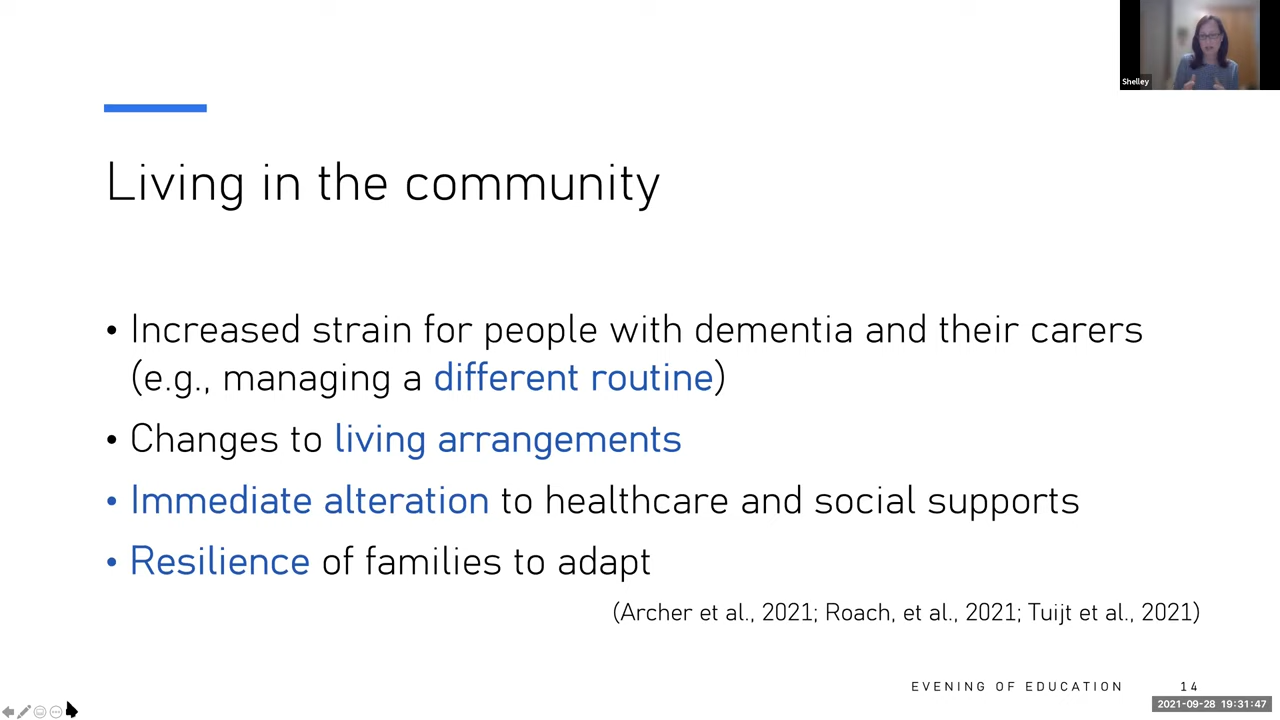 Shelley
Living in the community
• Increased strain for people with dementia and their carers
(e.g., managing a different routine)
• Changes to living arrangements
• Immediate alteration to healthcare and social supports
• Resilience of families to adapt
(Archer et al., 2021; Roach, et al., 2021; Tuijt et al., 2021)
EVENING OF EDUCATION 14
2021-09-28 19:31:47